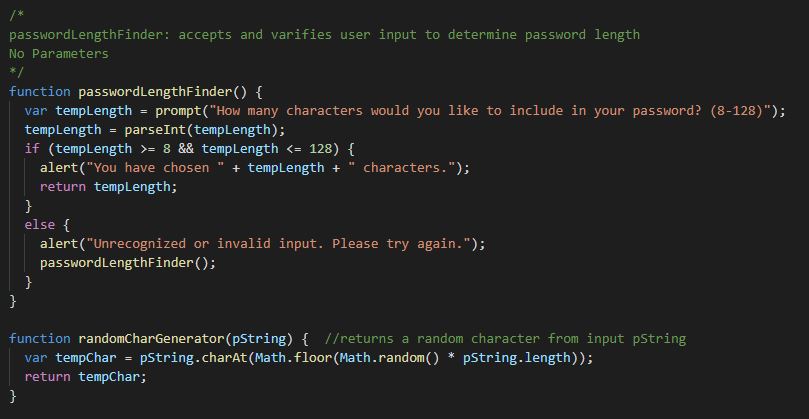 /*
passwordLengthFinder: accepts and varifies user input to determine password length
No Parameters
*/
function passwordLengthFinder() {
  var tempLength = prompt("How many characters would you like to include in your password? (8-128)");
  tempLength = parseInt(tempLength);
  if (tempLength >= 8 && tempLength <= 128) {
    alert("You have chosen " + tempLength + " characters.");
    return tempLength;
  }
  else {
    alert("Unrecognized or invalid input. Please try again.");
    passwordLengthFinder();
  }
}

function randomCharGenerator(pString) {  //returns a random character from input pString
  var tempChar = pString.charAt(Math.floor(Math.random() * pString.length));
  return tempChar;
}